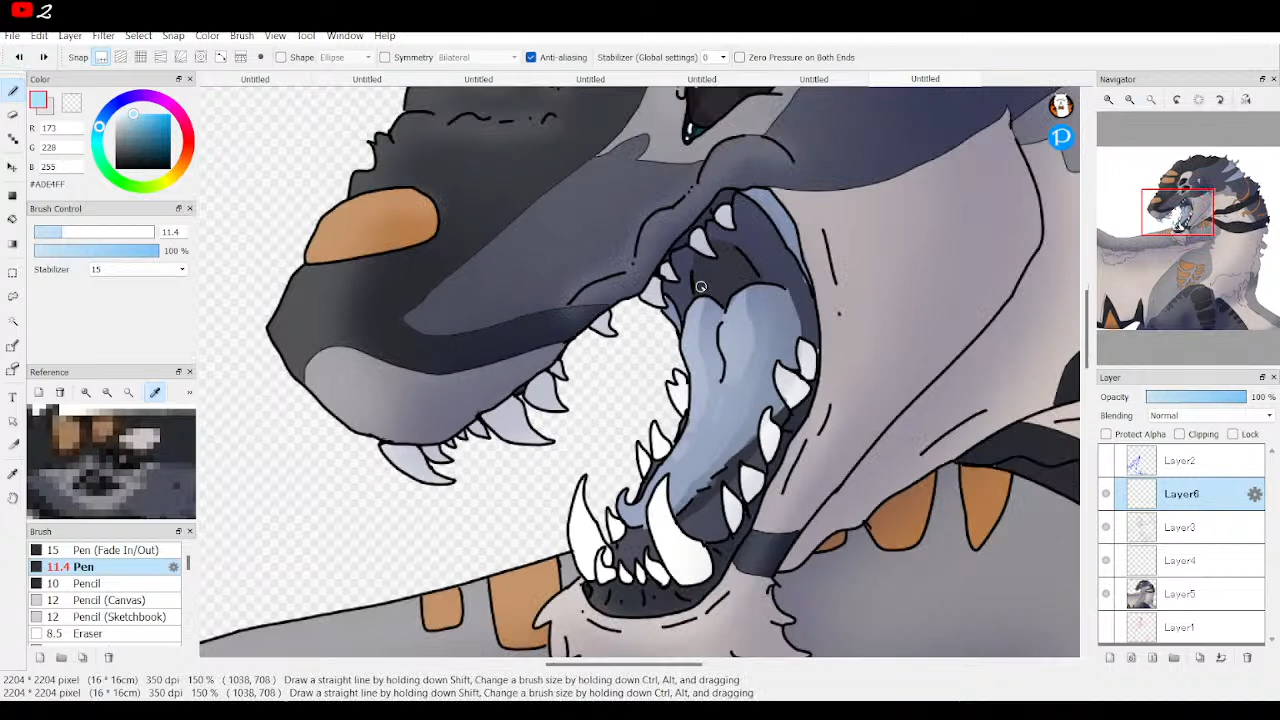 2
File Edit Layer Filter Select Snap Color Brush View Tool Window Help
Snap Shape Ellipse Symmetry Bilateral Anti-aliasing Stabilizer (Global settings) 0 Zero Pressure on Both Ends
Color
Untitled Untitled Untitled Untitled Untitled Untitled Untitled
Navigator
R 173
G 228
B 255
#ADE4FF
Brush Control
11.4
100 %
Stabilizer 15
Reference
Brush
15 Pen (Fade In/Out)
11.4 Pen
10 Pencil
12 Pencil (Canvas)
12 Pencil (Sketchbook)
8.5 Eraser
Layer
Opacity 100 %
Blending Normal
Protect Alpha Clipping Lock
Layer2
Layer6
Layer3
Layer4
Layer5
Layer1
2204 * 2204 pixel (16 * 16cm) 350 dpi 150 % (1038, 708) Draw a straight line by holding down Shift, Change a brush size by holding down Ctrl, Alt, and dragging
2204 * 2204 pixel (16 * 16cm) 350 dpi 150 % (1038, 708) Draw a straight line by holding down Shift, Change a brush size by holding down Ctrl, Alt, and dragging